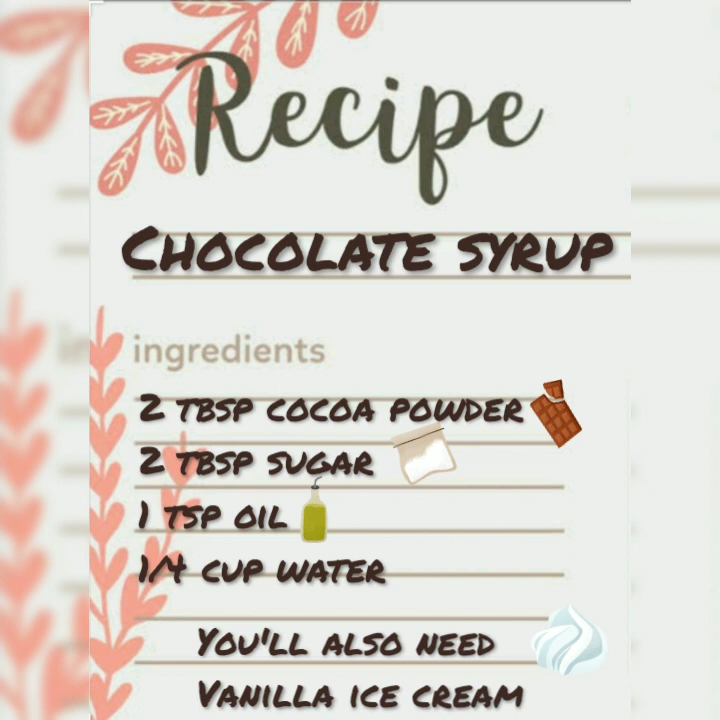 Recipe
CHOCOLATE SYRUP
ingredients
2 TBSP COCOA POWDER
2 TBSP SUGAR
1 TSP OIL
1/4 CUP WATER
YOU'LL ALSO NEED
VANILLA ICE CREAM